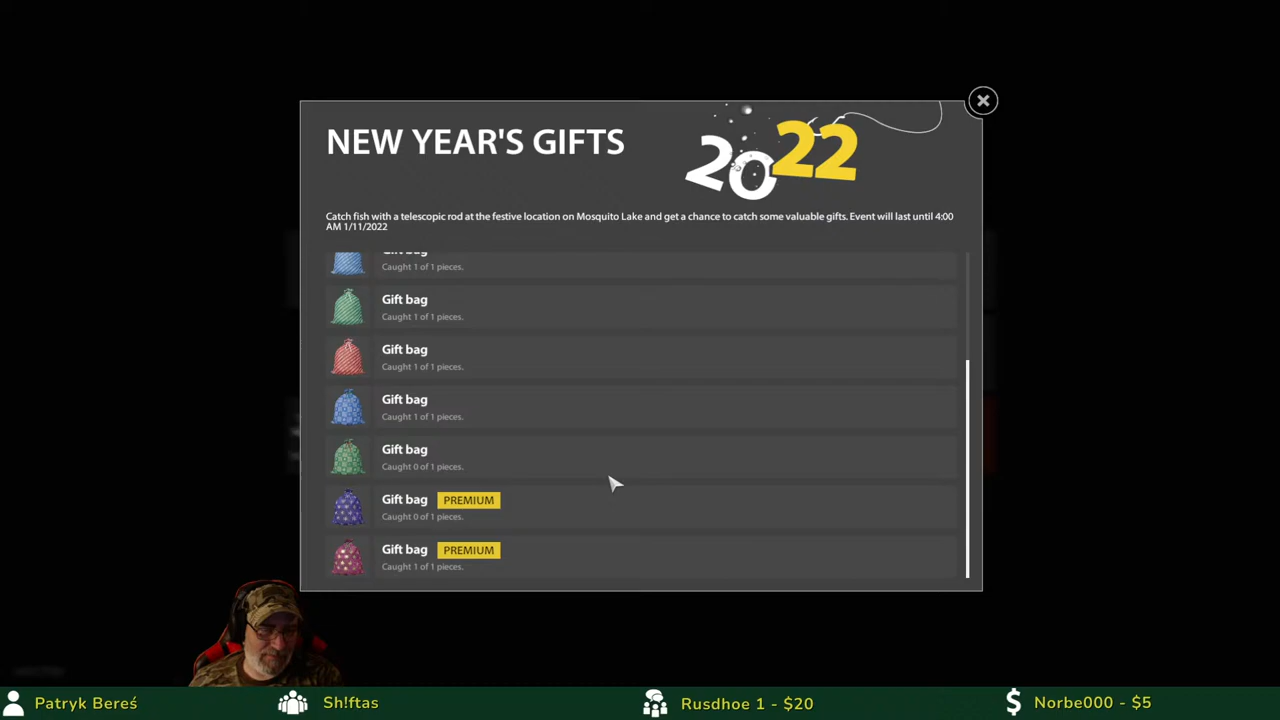 NEW YEAR'S GIFTS
2022
Catch fish with a telescopic rod at the festive location on Mosquito Lake and get a chance to catch some valuable gifts. Event will last until 4:00
AM 1/11/2022
Gift bag
Caught 1 of 1 pieces.
Gift bag
Caught 1 of 1 pieces.
Gift bag
Caught 1 of 1 pieces.
Gift bag
Caught 1 of 1 pieces.
Gift bag
Caught 0 of 1 pieces.
Gift bag PREMIUM
Caught 0 of 1 pieces.
Gift bag PREMIUM
Caught 1 of 1 pieces.
Patryk Bereś
Sh!ftas
Rusdhoe 1 - $20
$ Norbe000 - $5